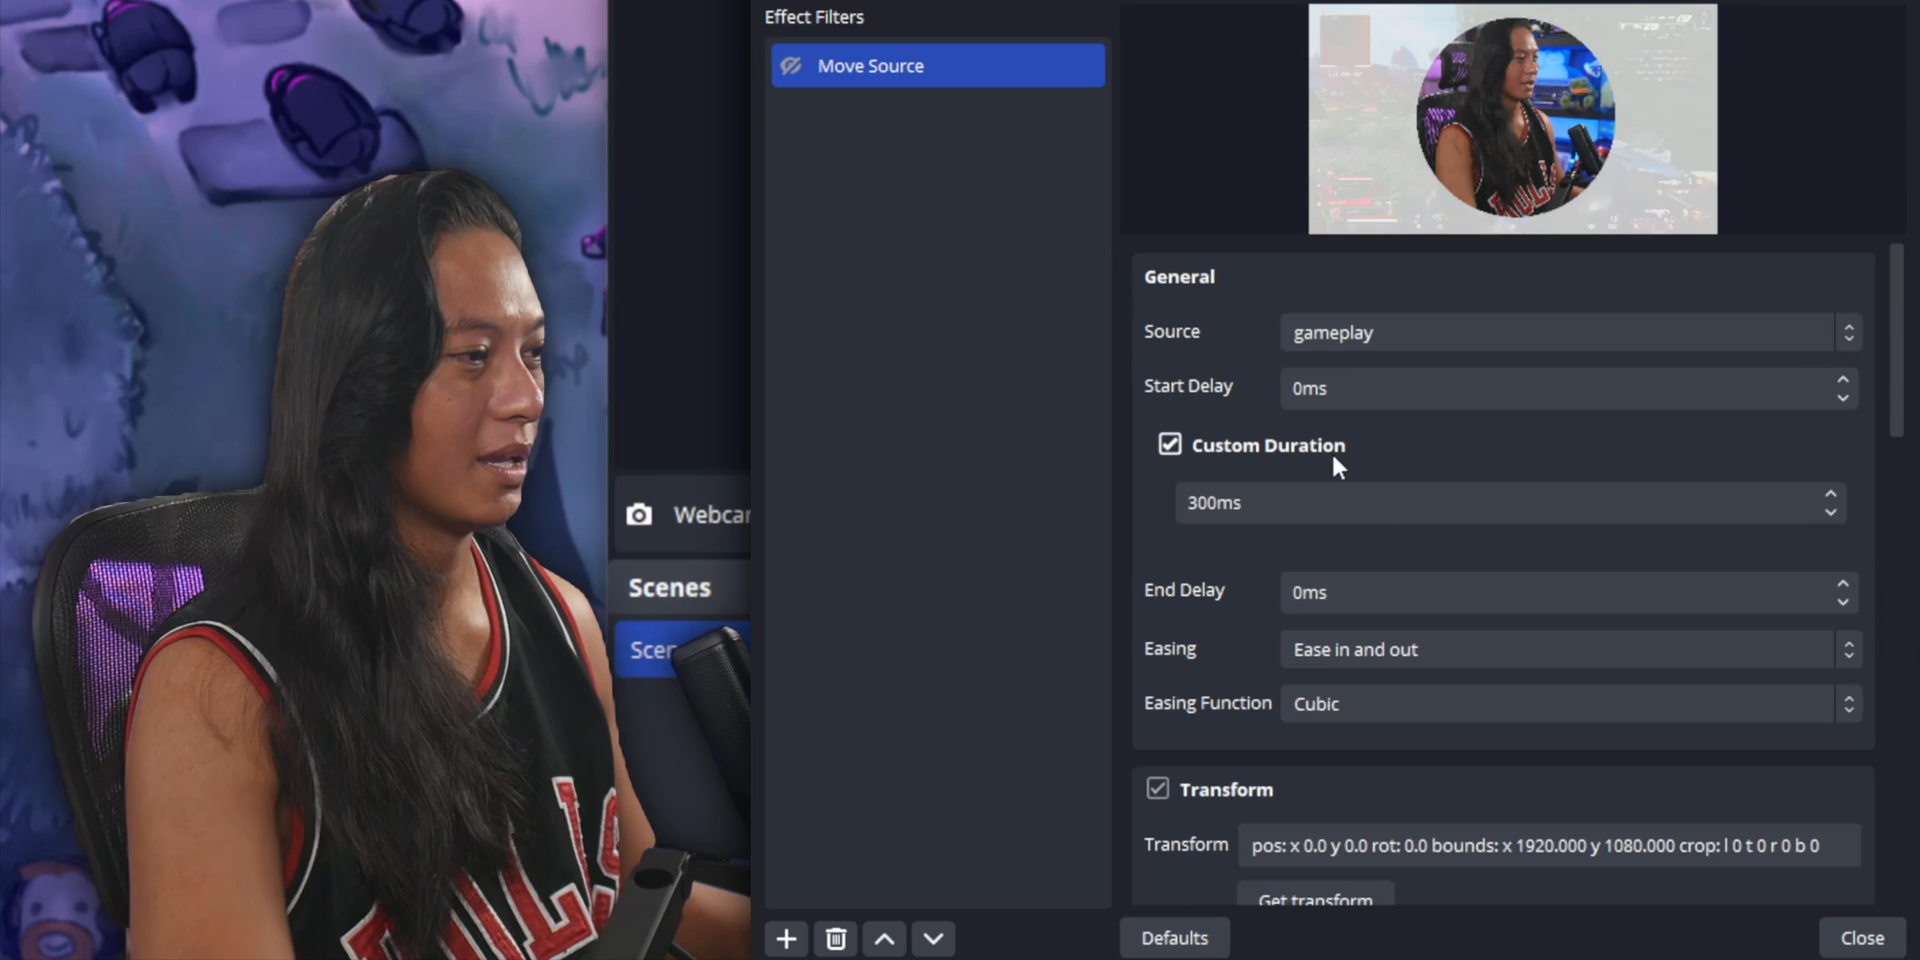 Effect Filters
Move Source
General
Source
gameplay
Start Delay
0ms
Custom Duration
300ms
End Delay
0ms
Easing
Ease in and out
Easing Function
Cubic
Transform
Transform
pos: x 0.0 y 0.0 rot: 0.0 bounds: x 1920.000 y 1080.000 crop: l 0 t 0 r 0 b 0
Get transform
Defaults
Close
Webcar
Scenes
Scen